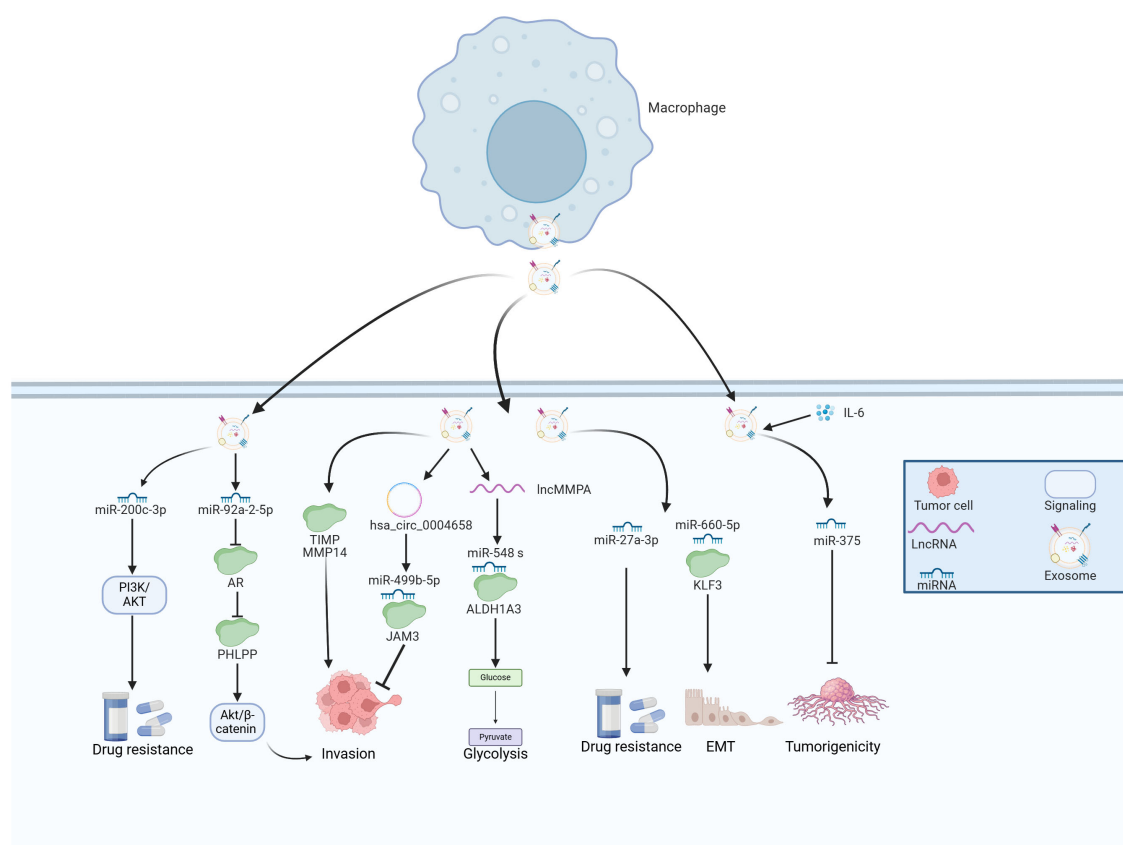 Macrophage
IL-6
miR-200c-3p
PI3K/
AKT
Drug resistance
miR-92a-2-5p
AR
PHLPP
Akt/β-
catenin
TIMP
MMP14
Invasion
hsa_circ_0004658
miR-499b-5p
JAM3
lncMMPA
miR-548 s
ALDH1A3
Glucose
Pyruvate
Glycolysis
miR-27a-3p
Drug resistance
miR-660-5p
KLF3
EMT
miR-375
Tumorigenicity
Tumor cell
Signaling
LncRNA
Exosome
miRNA